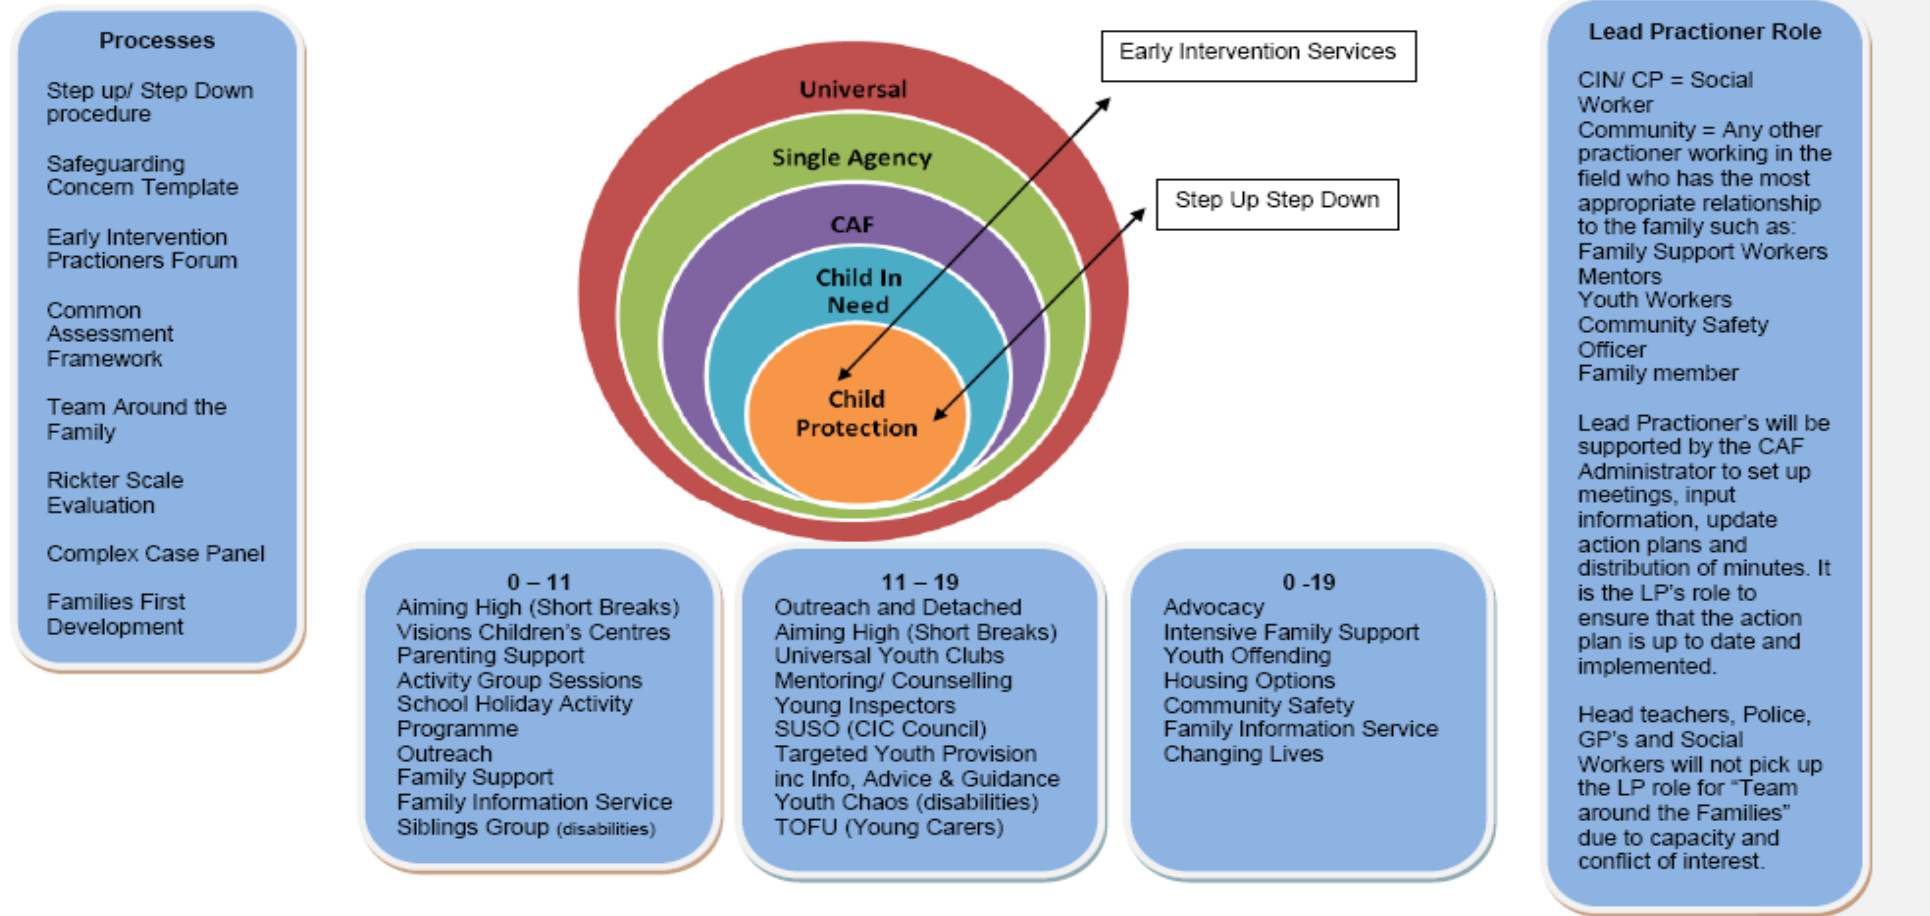 Processes
Step up/ Step Down
procedure
Safeguarding
Concern Template
Early Intervention
Practioners Forum
Common
Assessment
Framework
Team Around the
Family
Rickter Scale
Evaluation
Complex Case Panel
Families First
Development
Universal
Single Agency
CAF
Child In
Need
Child
Protection
Early Intervention Services
Step Up Step Down
0 – 11
Aiming High (Short Breaks)
Visions Children's Centres
Parenting Support
Activity Group Sessions
School Holiday Activity
Programme
Outreach
Family Support
Family Information Service
Siblings Group (disabilities)
11 – 19
Outreach and Detached
Aiming High (Short Breaks)
Universal Youth Clubs
Mentoring/ Counselling
Young Inspectors
SUSO (CIC Council)
Targeted Youth Provision
inc Info, Advice & Guidance
Youth Chaos (disabilities)
TOFU (Young Carers)
0 -19
Advocacy
Intensive Family Support
Youth Offending
Housing Options
Community Safety
Family Information Service
Changing Lives
Lead Practioner Role
CIN/ CP = Social
Worker
Community = Any other
practioner working in the
field who has the most
appropriate relationship
to the family such as:
Family Support Workers
Mentors
Youth Workers
Community Safety
Officer
Family member
Lead Practioner's will be
supported by the CAF
Administrator to set up
meetings, input
information, update
action plans and
distribution of minutes. It
is the LP's role to
ensure that the action
plan is up to date and
implemented.
Head teachers, Police,
GP's and Social
Workers will not pick up
the LP role for "Team
around the Families"
due to capacity and
conflict of interest.